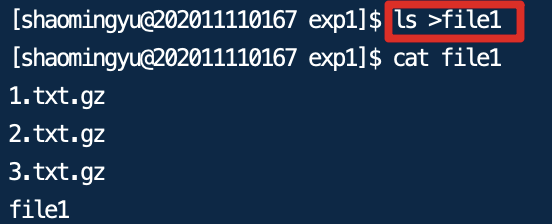 [shaomingyu@202011110167 exp1]$ ls >file1
[shaomingyu@202011110167 exp1]$ cat file1
1.txt.gz
2.txt.gz
3.txt.gz
file1